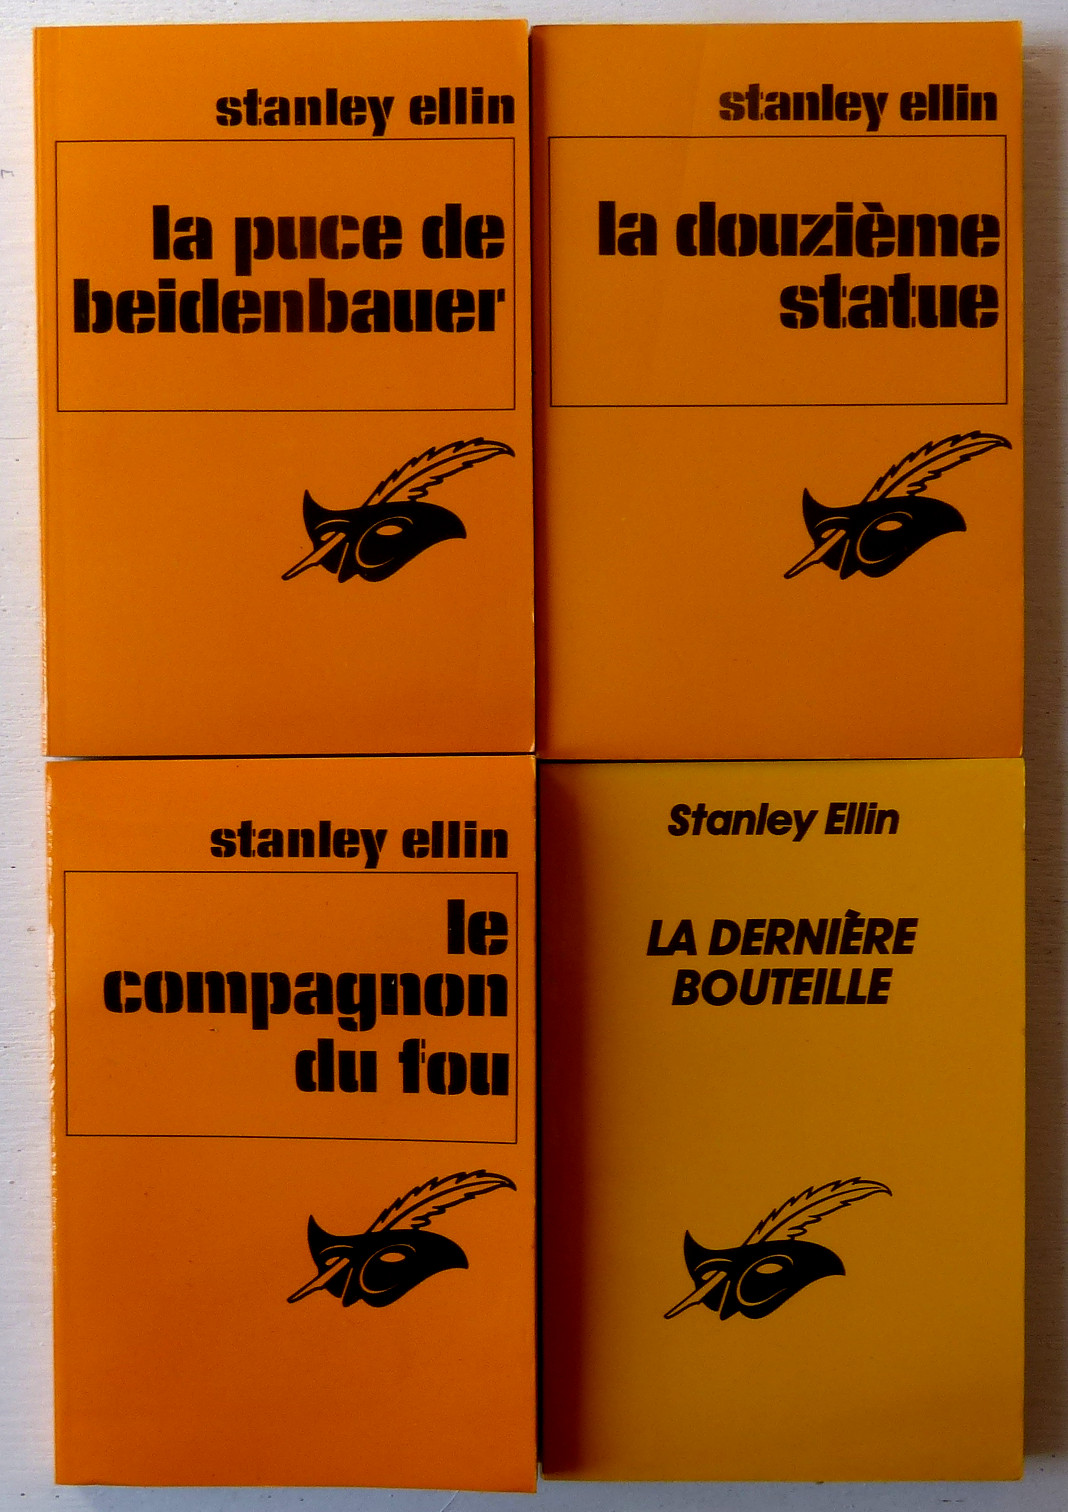 stanley ellin
la puce de
beidenbauer
stanley ellin
la douzième
statue
stanley ellin
le
compagnon
du fou
Stanley Ellin
LA DERNIÈRE
BOUTEILLE